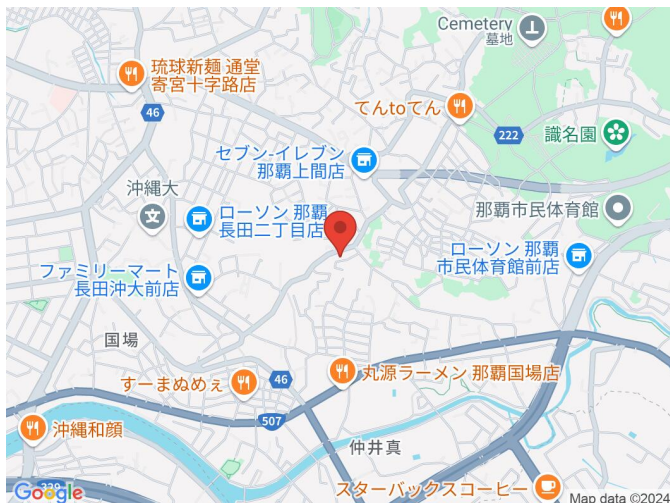 Cemetery
墓地
琉球新麺 通堂
寄宮十字路店
46
てんtoてん
222
識名園
セブン-イレブン
那覇上間店
沖縄大
ローソン 那覇
長田二丁目店
那覇市民体育館
ローソン 那覇
市民体育館前店
ファミリーマート
長田沖大前店
国場
すーまぬめぇ
46
丸源ラーメン 那覇国場店
507
沖縄和顔
仲井真
スターバックスコーヒー
Google
Map data ©2024